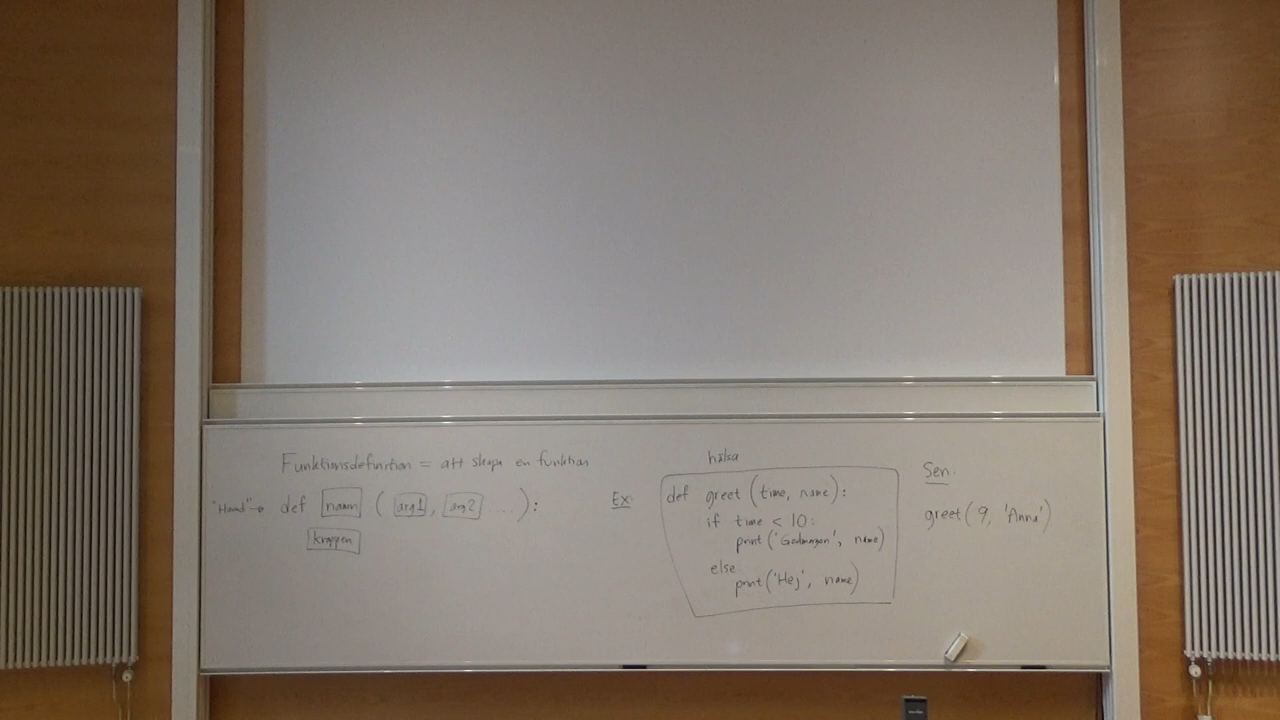 Funktionsdefinition = att skapa en funktion
"Huvud"→ def namn ( arg1, arg2 ... ):
kroppen
Ex:
hälsa
def greet (time, name):
if time < 10:
print ('Godmorgon', name)
else
print('Hej', name)
Sen:
greet( 9, 'Anna')